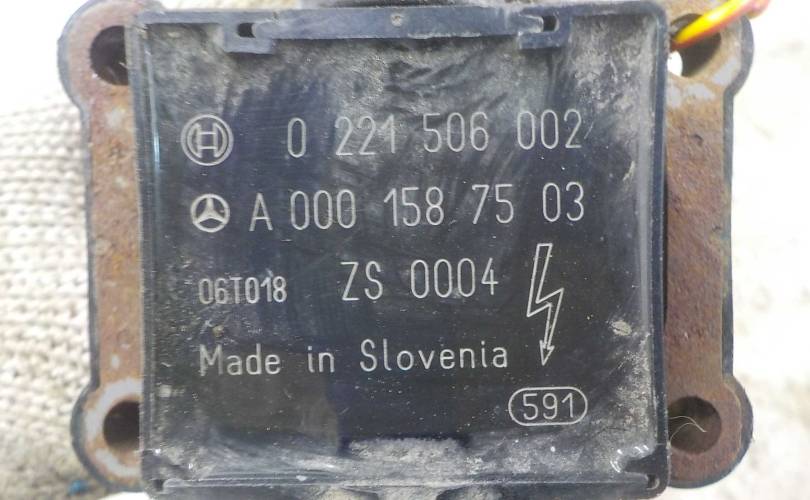 0 221 506 002
A 000 158 75 03
06T018 ZS 0004
Made in Slovenia
591